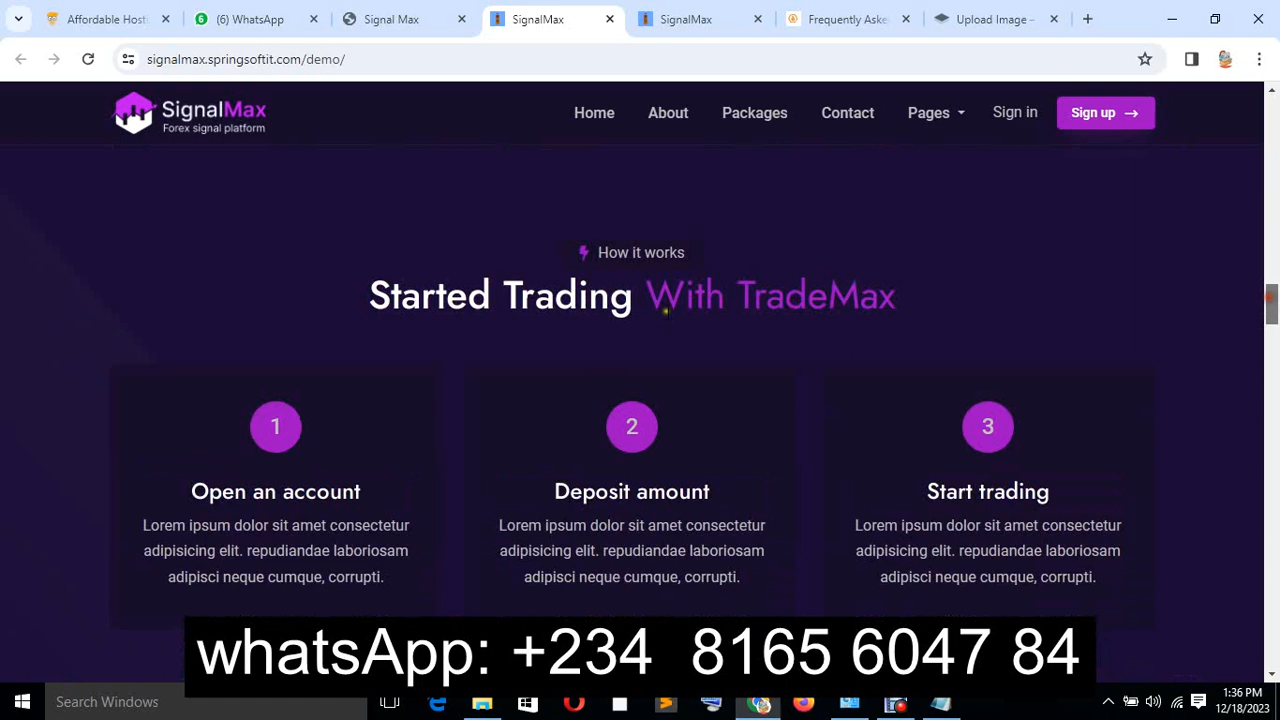 Affordable Host
(6) WhatsApp
Signal Max
SignalMax
SignalMax
Frequently Aske
Upload Image –
signalmax.springsoftit.com/demo/
SignalMax
Forex signal platform
Home
About
Packages
Contact
Pages
Sign in
Sign up
How it works
Started Trading With TradeMax
1
Open an account
Lorem ipsum dolor sit amet consectetur
adipisicing elit. repudiandae laboriosam
adipisci neque cumque, corrupti.
2
Deposit amount
Lorem ipsum dolor sit amet consectetur
adipisicing elit. repudiandae laboriosam
adipisci neque cumque, corrupti.
3
Start trading
Lorem ipsum dolor sit amet consectetur
adipisicing elit. repudiandae laboriosam
adipisci neque cumque, corrupti.
whatsApp: +234 8165 6047 84
Search Windows
1:36 PM
12/18/2023